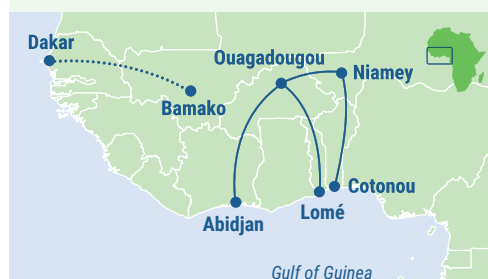 Dakar
Ouagadougou
Niamey
Bamako
Cotonou
Lomé
Abidjan
Gulf of Guinea